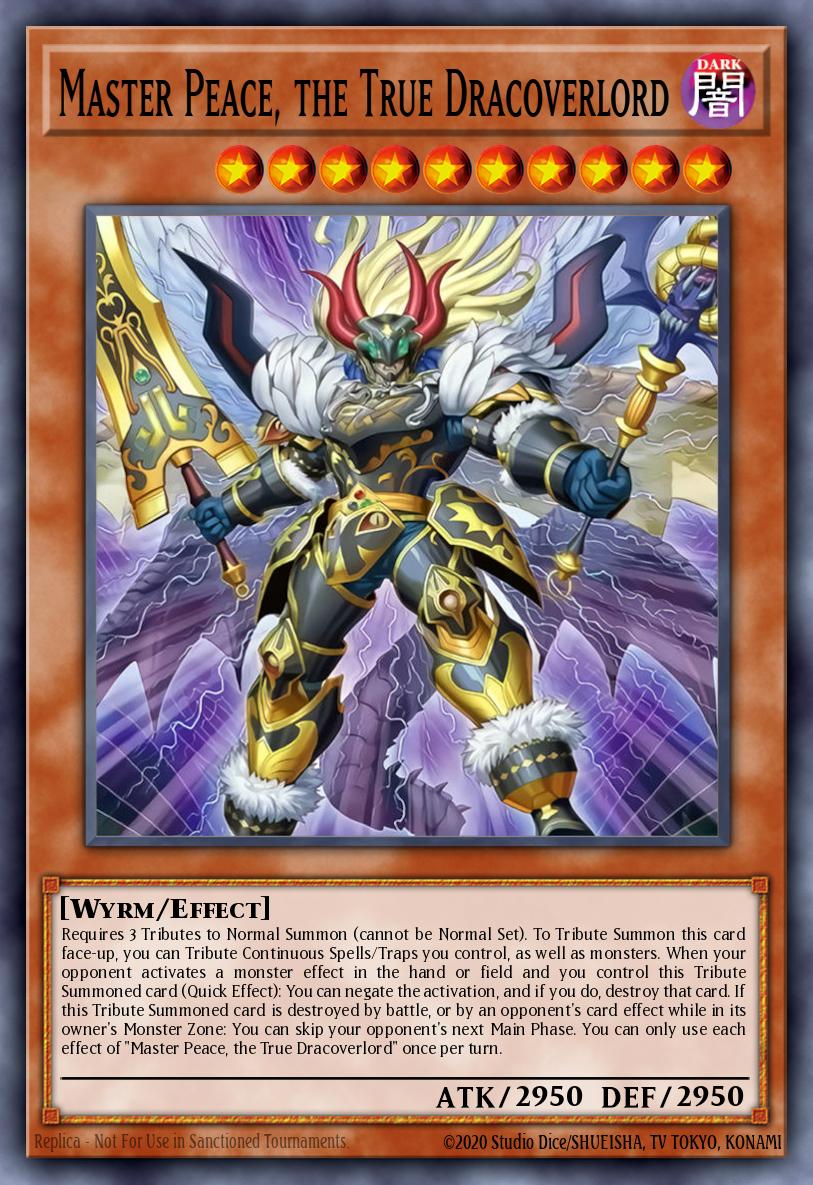 Master Peace, the True Dracoverlord
DARK
闇
[Wyrm/Effect]
Requires 3 Tributes to Normal Summon (cannot be Normal Set). To Tribute Summon this card
face-up, you can Tribute Continuous Spells/Traps you control, as well as monsters. When your
opponent activates a monster effect in the hand or field and you control this Tribute
Summoned card (Quick Effect): You can negate the activation, and if you do, destroy that card. If
this Tribute Summoned card is destroyed by battle, or by an opponent's card effect while in its
owner's Monster Zone: You can skip your opponent's next Main Phase. You can only use each
effect of "Master Peace, the True Dracoverlord" once per turn.
ATK/2950 DEF/2950
Replica - Not For Use in Sanctioned Tournaments.
©2020 Studio Dice/SHUEISHA, TV TOKYO, KONAMI